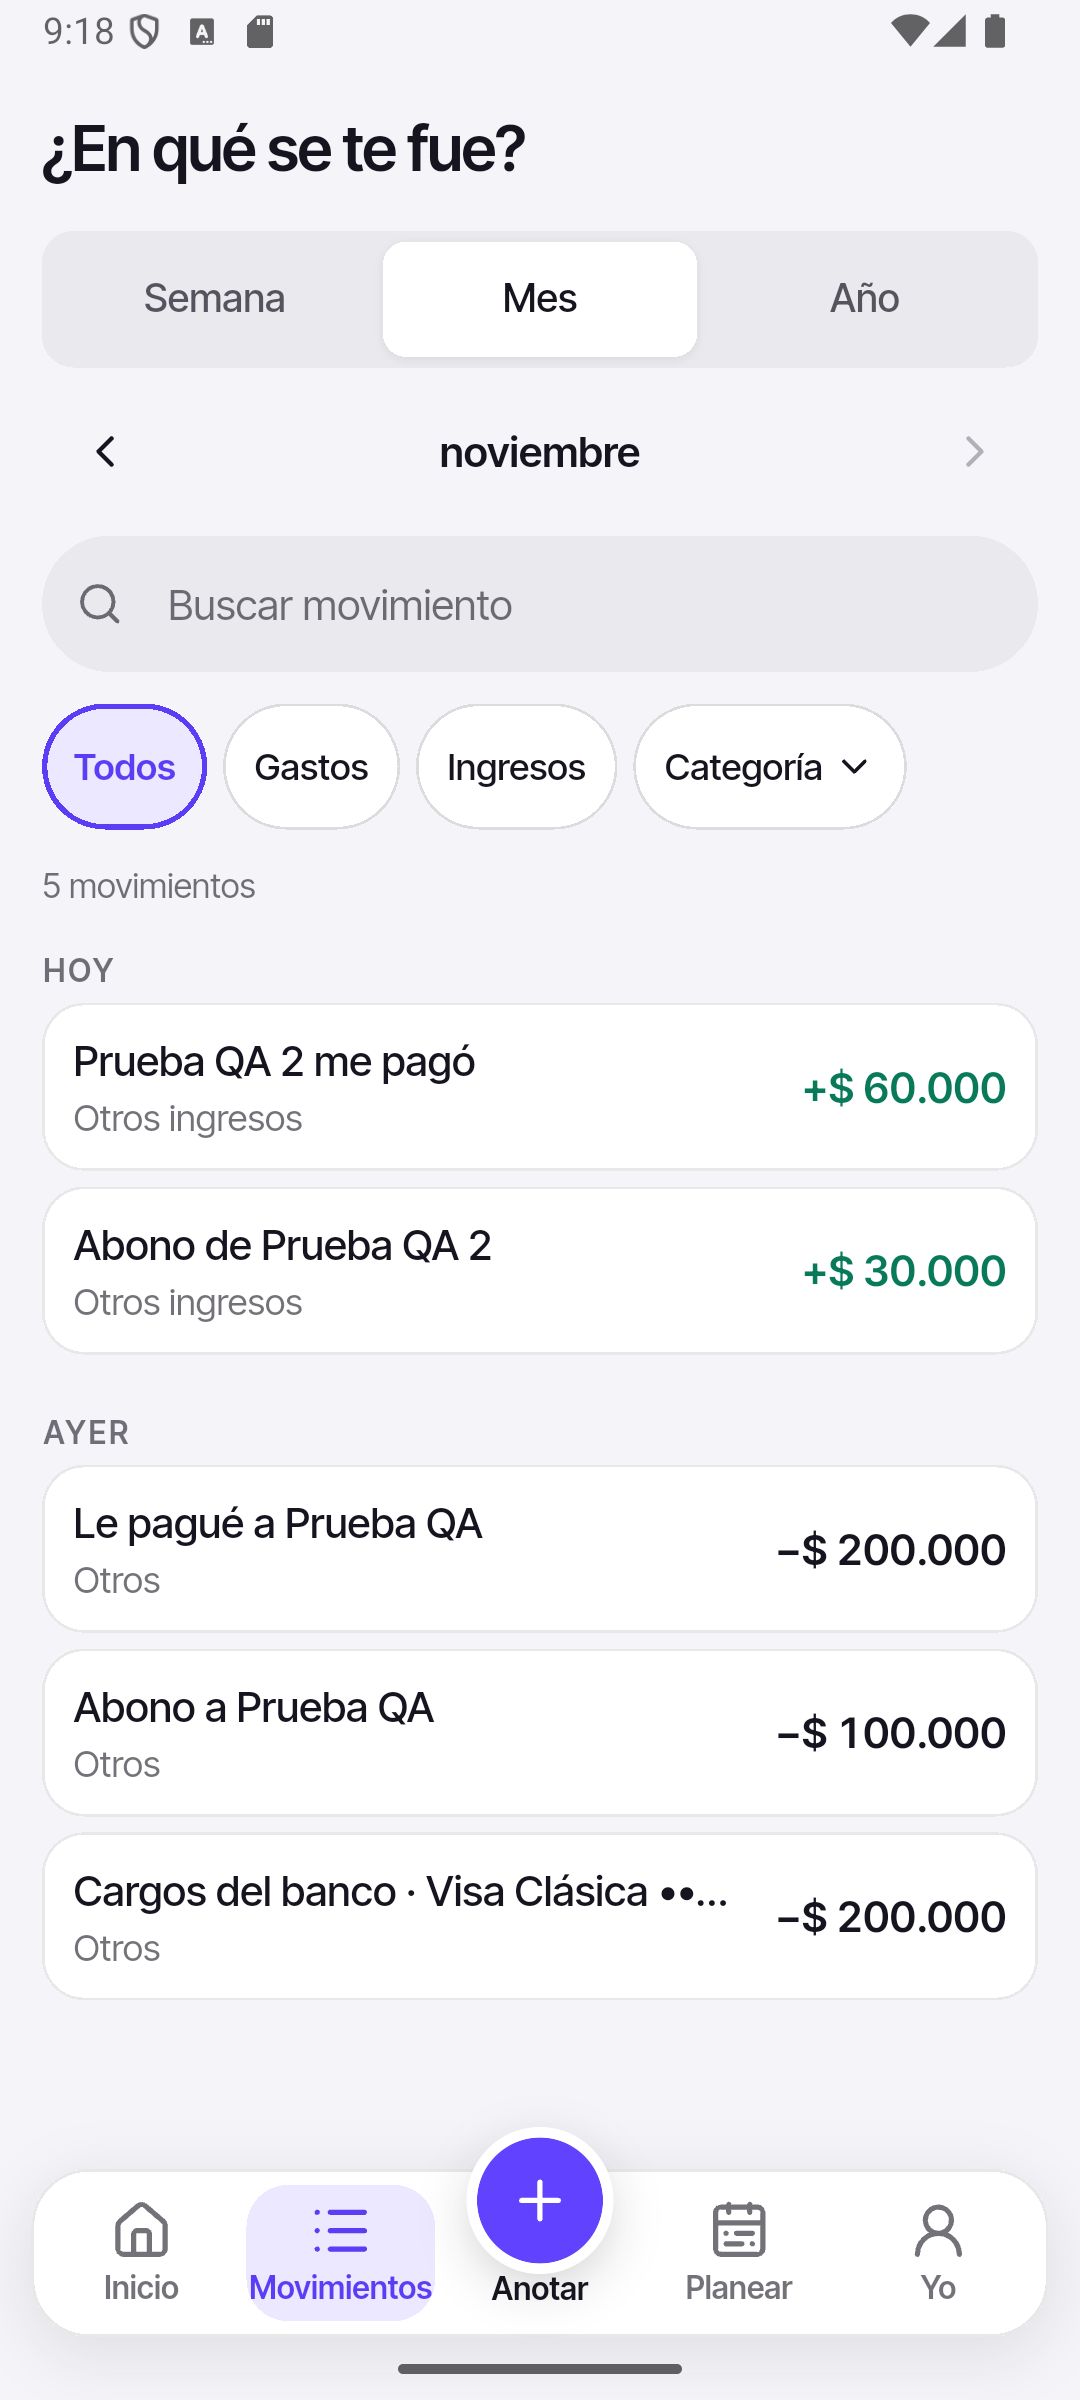 9:18
¿En qué se te fue?
Semana Mes Año
noviembre
Buscar movimiento
Todos Gastos Ingresos Categoría
5 movimientos
HOY
Prueba QA 2 me pagó
+$ 60.000
Otros ingresos
Abono de Prueba QA 2
+$ 30.000
Otros ingresos
AYER
Le pagué a Prueba QA
−$ 200.000
Otros
Abono a Prueba QA
−$ 100.000
Otros
Cargos del banco · Visa Clásica ••...
−$ 200.000
Otros
Inicio Movimientos Anotar Planear Yo